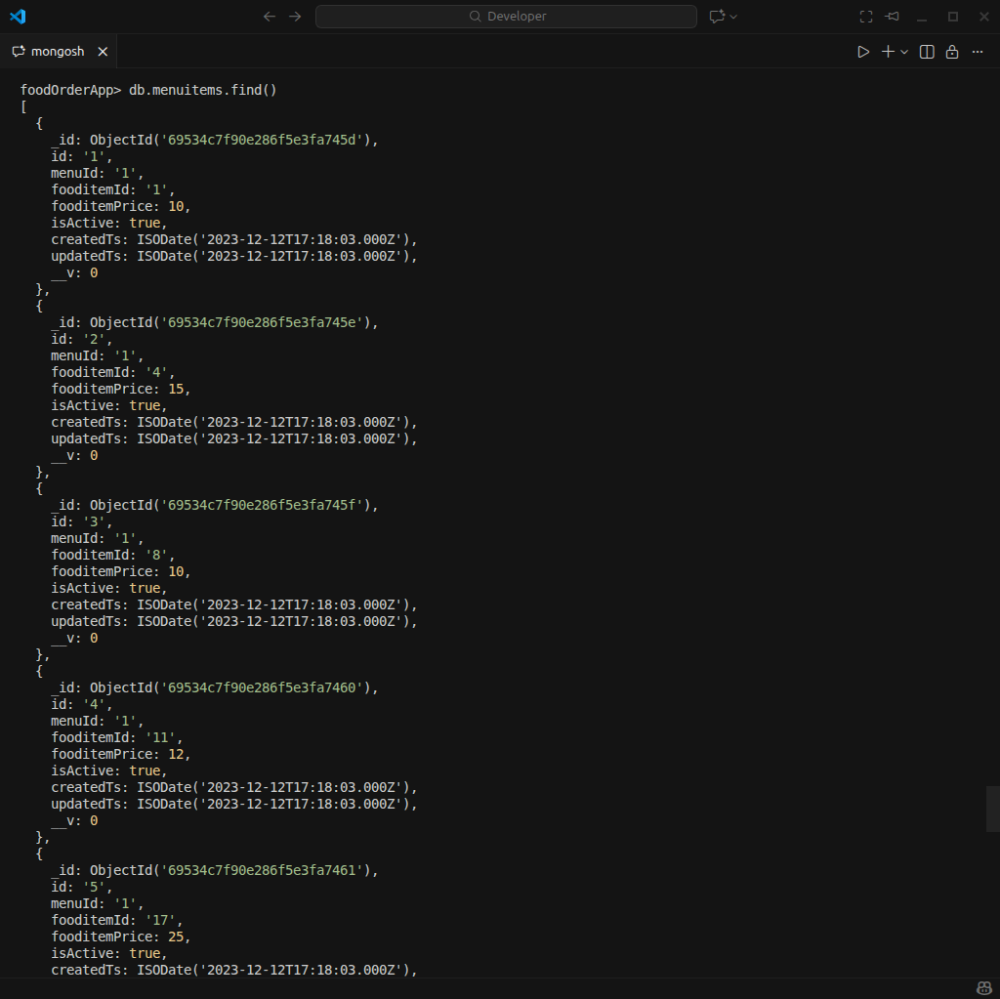 Developer
mongosh
foodOrderApp> db.menuitems.find()
[
  {
    _id: ObjectId('69534c7f90e286f5e3fa745d'),
    id: '1',
    menuId: '1',
    fooditemId: '1',
    fooditemPrice: 10,
    isActive: true,
    createdTs: ISODate('2023-12-12T17:18:03.000Z'),
    updatedTs: ISODate('2023-12-12T17:18:03.000Z'),
    __v: 0
  },
  {
    _id: ObjectId('69534c7f90e286f5e3fa745e'),
    id: '2',
    menuId: '1',
    fooditemId: '4',
    fooditemPrice: 15,
    isActive: true,
    createdTs: ISODate('2023-12-12T17:18:03.000Z'),
    updatedTs: ISODate('2023-12-12T17:18:03.000Z'),
    __v: 0
  },
  {
    _id: ObjectId('69534c7f90e286f5e3fa745f'),
    id: '3',
    menuId: '1',
    fooditemId: '8',
    fooditemPrice: 10,
    isActive: true,
    createdTs: ISODate('2023-12-12T17:18:03.000Z'),
    updatedTs: ISODate('2023-12-12T17:18:03.000Z'),
    __v: 0
  },
  {
    _id: ObjectId('69534c7f90e286f5e3fa7460'),
    id: '4',
    menuId: '1',
    fooditemId: '11',
    fooditemPrice: 12,
    isActive: true,
    createdTs: ISODate('2023-12-12T17:18:03.000Z'),
    updatedTs: ISODate('2023-12-12T17:18:03.000Z'),
    __v: 0
  },
  {
    _id: ObjectId('69534c7f90e286f5e3fa7461'),
    id: '5',
    menuId: '1',
    fooditemId: '17',
    fooditemPrice: 25,
    isActive: true,
    createdTs: ISODate('2023-12-12T17:18:03.000Z'),